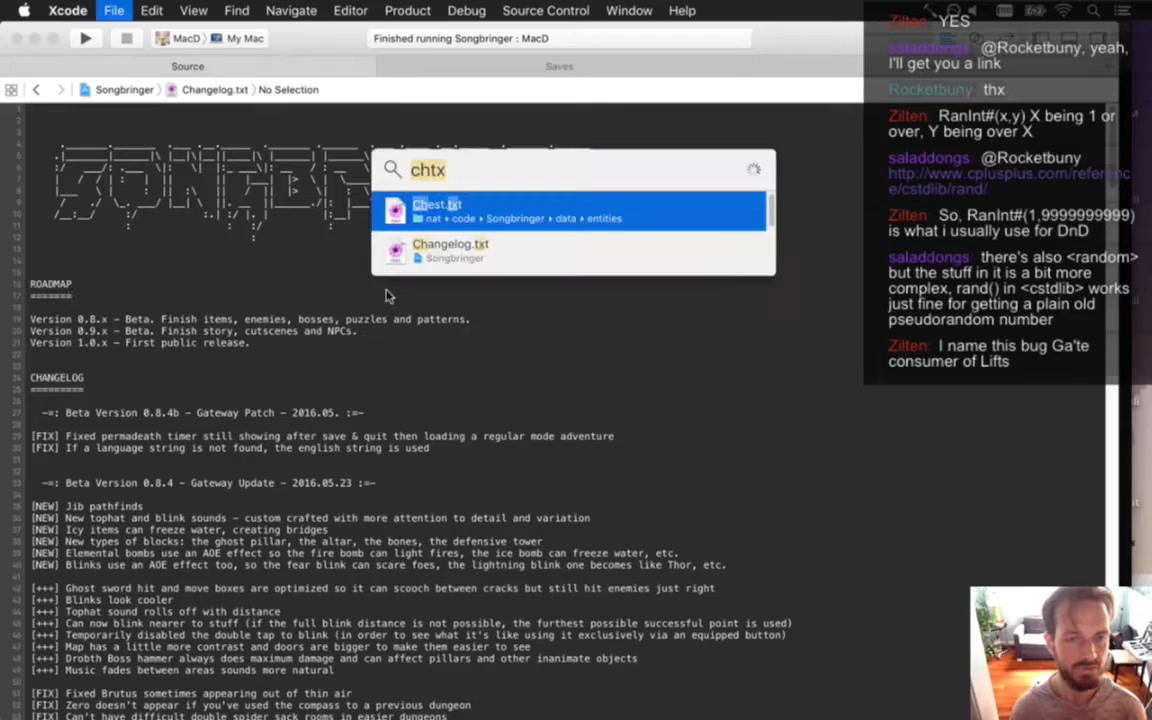 Xcode File Edit View Find Navigate Editor Product Debug Editor Source Control Window Help
MacD 〉 My Mac
Finished running Songbringer : MacD
Source
Saves
Songbringer 〉 Changelog.txt 〉 No Selection
chtx
Chest.txt
nat ▸ code ▸ Songbringer ▸ data ▸ entities
Changelog.txt
Songbringer
ROADMAP
=======
Version 0.8.x - Beta. Finish items, enemies, bosses, puzzles and patterns.
Version 0.9.x - Beta. Finish story, cutscenes and NPCs.
Version 1.0.x - First public release.
CHANGELOG
=========
-=: Beta Version 0.8.4b - Gateway Patch - 2016.05. :=-
[FIX] Fixed permadeath timer still showing after save & quit then loading a regular mode adventure
[FIX] If a language string is not found, the english string is used
-=: Beta Version 0.8.4 - Gateway Update - 2016.05.23 :=-
[NEW] Jib pathfinds
[NEW] New tophat and blink sounds - custom crafted with more attention to detail and variation
[NEW] Icy items can freeze water, creating bridges
[NEW] New types of blocks: the ghost pillar, the altar, the bones, the defensive tower
[NEW] Elemental bombs use an AOE effect so the fire bomb can light fires, the ice bomb can freeze water, etc.
[NEW] Blinks use an AOE effect too, so the fear blink can scare foes, the lightning blink one becomes like Thor, etc.
[+++] Ghost sword hit and move boxes are optimized so it can scooch between cracks but still hit enemies just right
[+++] Blinks look cooler
[+++] Tophat sound rolls off with distance
[+++] Can now blink nearer to stuff (if the full blink distance is not possible, the furthest possible successful point is used)
[+++] Temporarily disabled the double tap to blink (in order to see what it's like using it exclusively via an equipped button)
[+++] Map has a little more contrast and doors are bigger to make them easier to see
[+++] Drobth Boss hammer always does maximum damage and can affect pillars and other inanimate objects
[+++] Music fades between areas sounds more natural
[FIX] Fixed Brutus sometimes appearing out of thin air
[FIX] Zero doesn't appear if you've used the compass to a previous dungeon
[FIX] Can't have difficult double spider sack rooms in easier dungeons
Zilten: YES
saladdongs: @Rocketbuny, yeah,
I'll get you a link
Rocketbuny: thx
Zilten: RanInt#(x,y) X being 1 or
over, Y being over X
saladdongs: @Rocketbuny
http://www.cplusplus.com/referenc
e/cstdlib/rand/
Zilten: So, RanInt#(1,9999999999)
is what i usually use for DnD
saladdongs: there's also <random>
but the stuff in it is a bit more
complex, rand() in <cstdlib> works
just fine for getting a plain old
pseudorandom number
Zilten: I name this bug Ga'te
consumer of Lifts